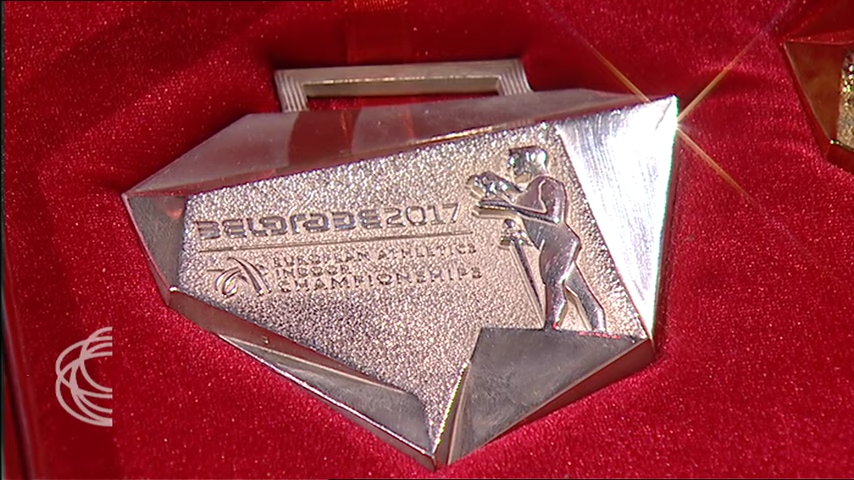 BELGRADE2017
EUROPEAN ATHLETICS
INDOOR
CHAMPIONSHIPS